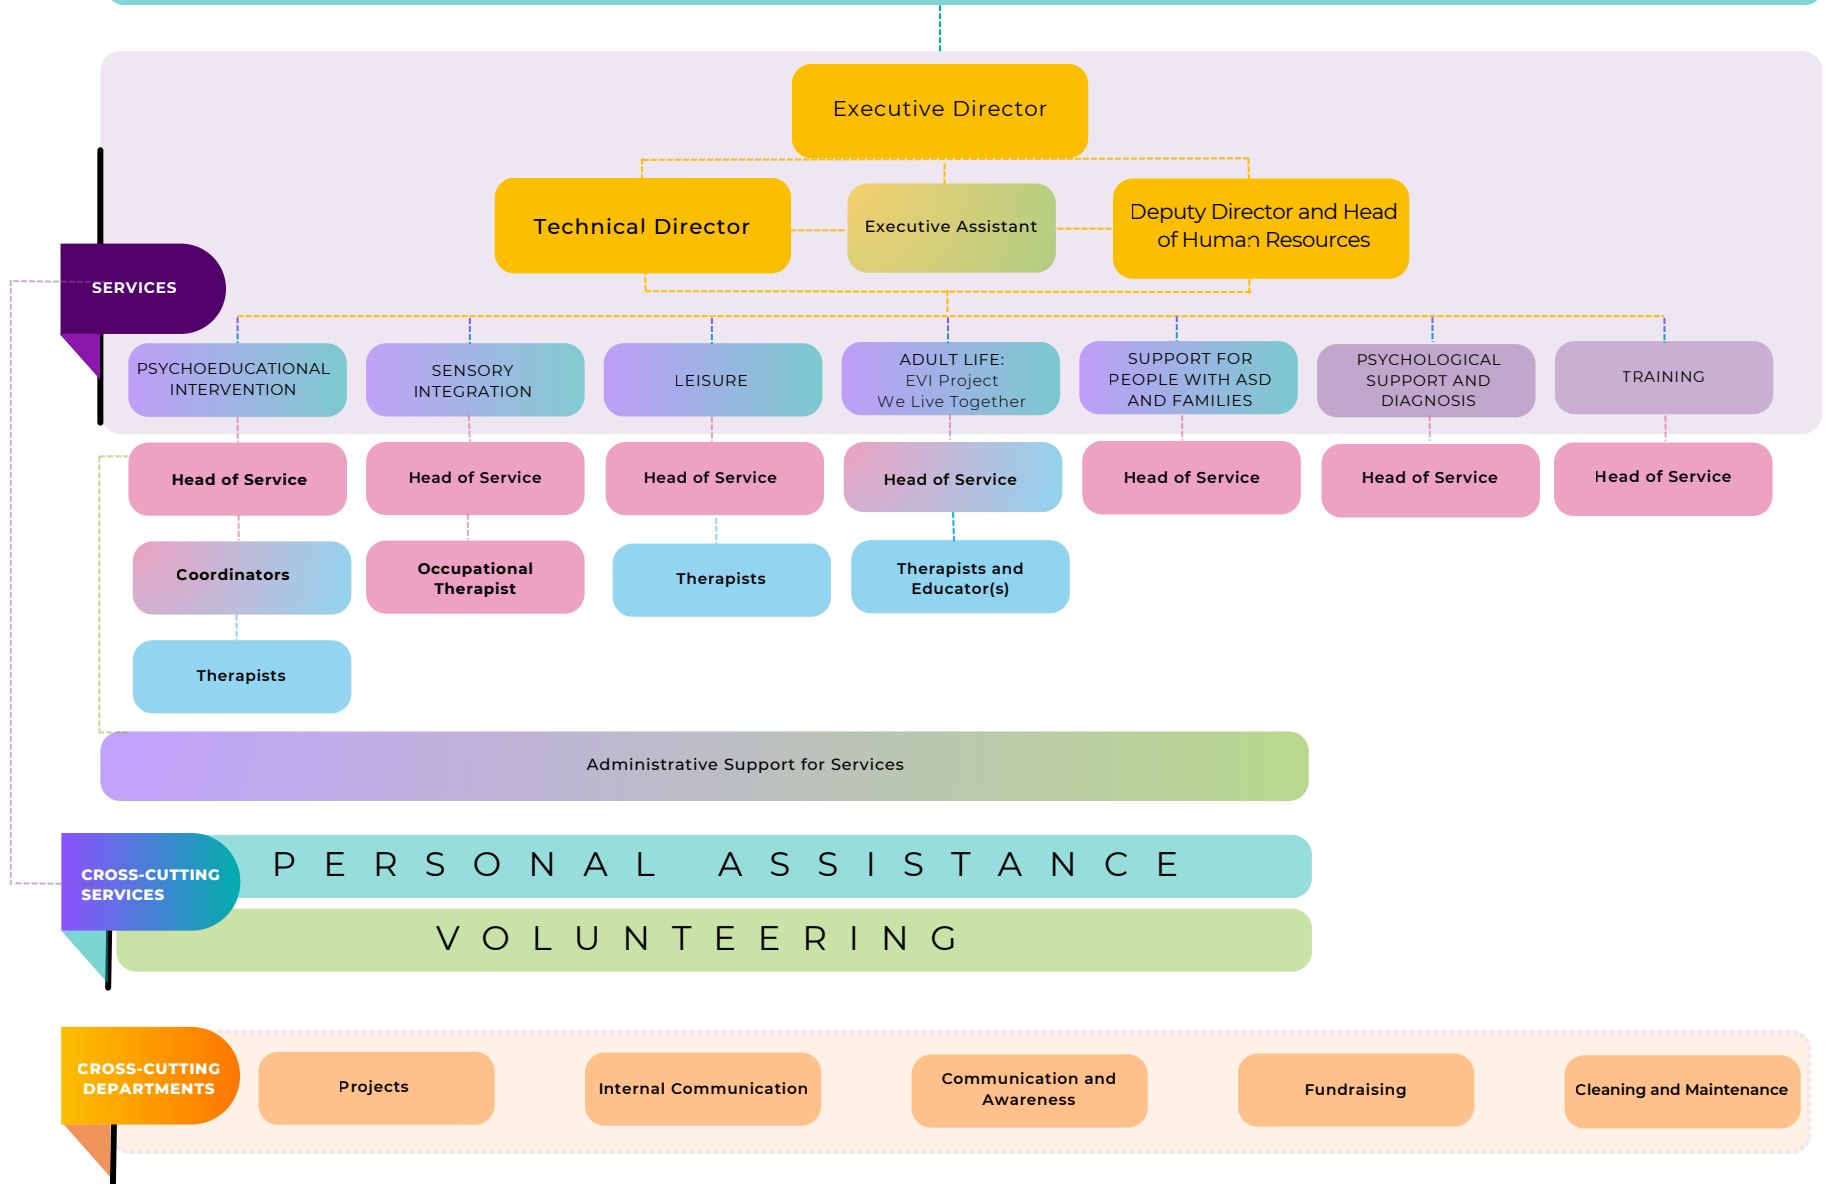 Executive Director
Technical Director
Executive Assistant
Deputy Director and Head
of Human Resources
SERVICES
PSYCHOEDUCATIONAL
INTERVENTION
SENSORY
INTEGRATION
LEISURE
ADULT LIFE:
EVI Project
We Live Together
SUPPORT FOR
PEOPLE WITH ASD
AND FAMILIES
PSYCHOLOGICAL
SUPPORT AND
DIAGNOSIS
TRAINING
Head of Service
Head of Service
Head of Service
Head of Service
Head of Service
Head of Service
Head of Service
Coordinators
Occupational
Therapist
Therapists
Therapists and
Educator(s)
Therapists
Administrative Support for Services
CROSS-CUTTING
SERVICES
PERSONAL ASSISTANCE
VOLUNTEERING
CROSS-CUTTING
DEPARTMENTS
Projects
Internal Communication
Communication and
Awareness
Fundraising
Cleaning and Maintenance